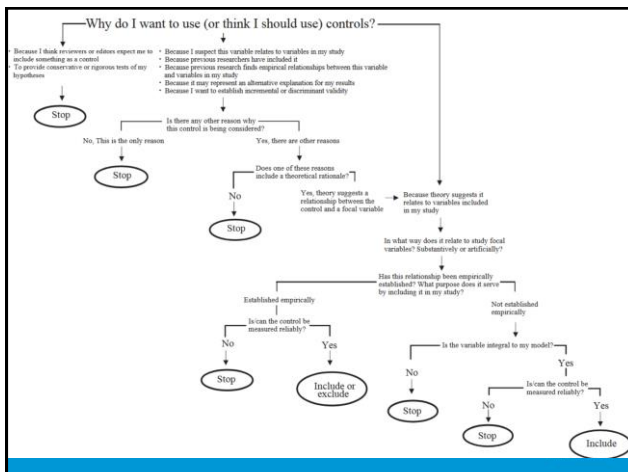 Why do I want to use (or think I should use) controls?
• Because I think reviewers or editors expect me to
include something as a control
• To provide conservative or rigorous tests of my
hypotheses
• Because I suspect this variable relates to variables in my study
• Because previous researchers have included it
• Because previous research finds empirical relationships between this variable
and variables in my study
• Because it may represent an alternative explanation for my results
• Because I want to establish incremental or discriminant validity
Stop
Is there any other reason why
this control is being considered?
No, This is the only reason
Yes, there are other reasons
Stop
Does one of these reasons
include a theoretical rationale?
No
Yes, theory suggests a
relationship between the
control and a focal variable
Stop
Because theory suggests it
relates to variables included
in my study
In what way does it relate to study focal
variables? Substantively or artificially?
Has this relationship been empirically
established? What purpose does it serve
by including it in my study?
Established empirically
Not established
empirically
Is/can the control be
measured reliably?
No
Yes
Stop
Include or
exclude
Is the variable integral to my model?
No
Yes
Stop
Is/can the control be
measured reliably?
No
Yes
Stop
Include